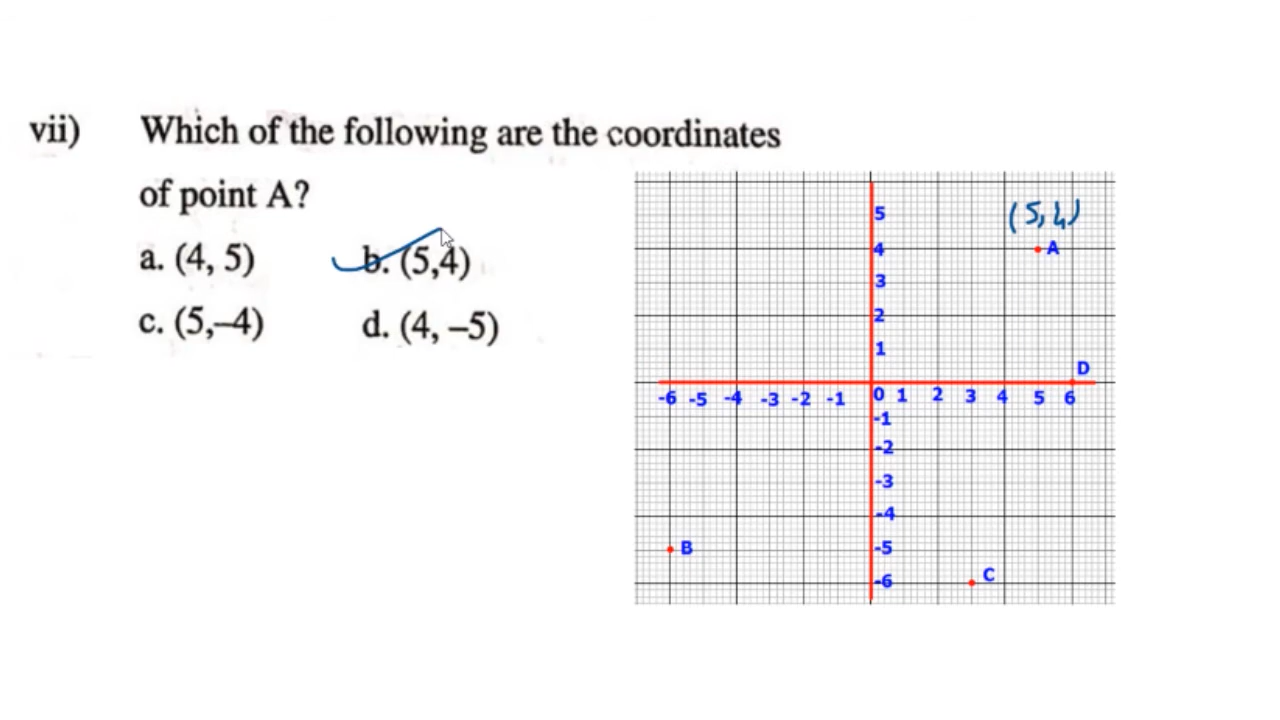 vii) Which of the following are the coordinates
of point A?
a. (4, 5) b. (5,4)
c. (5,–4) d. (4, –5)
(5,4)
5
4 A
3
2
1
D
-6 -5 -4 -3 -2 -1 0 1 2 3 4 5 6
-1
-2
-3
-4
B -5
C
-6